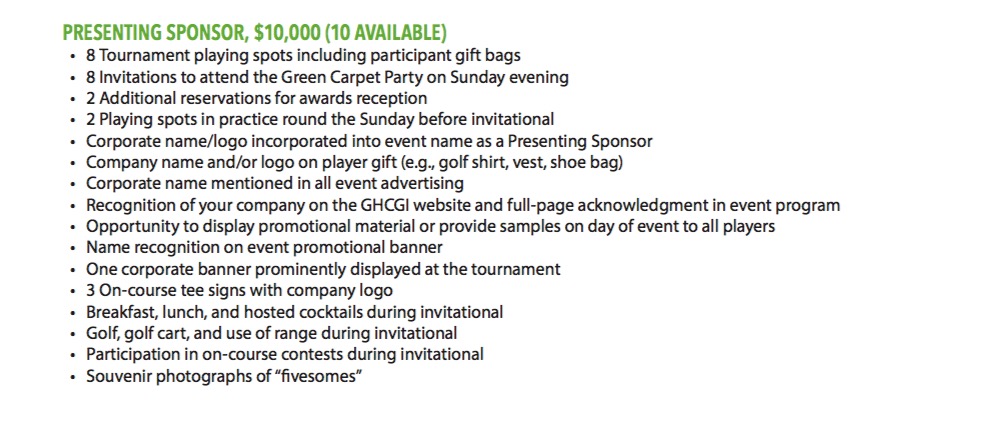 PRESENTING SPONSOR, $10,000 (10 AVAILABLE)
• 8 Tournament playing spots including participant gift bags
• 8 Invitations to attend the Green Carpet Party on Sunday evening
• 2 Additional reservations for awards reception
• 2 Playing spots in practice round the Sunday before invitational
• Corporate name/logo incorporated into event name as a Presenting Sponsor
• Company name and/or logo on player gift (e.g., golf shirt, vest, shoe bag)
• Corporate name mentioned in all event advertising
• Recognition of your company on the GHCGI website and full-page acknowledgment in event program
• Opportunity to display promotional material or provide samples on day of event to all players
• Name recognition on event promotional banner
• One corporate banner prominently displayed at the tournament
• 3 On-course tee signs with company logo
• Breakfast, lunch, and hosted cocktails during invitational
• Golf, golf cart, and use of range during invitational
• Participation in on-course contests during invitational
• Souvenir photographs of “fivesomes”